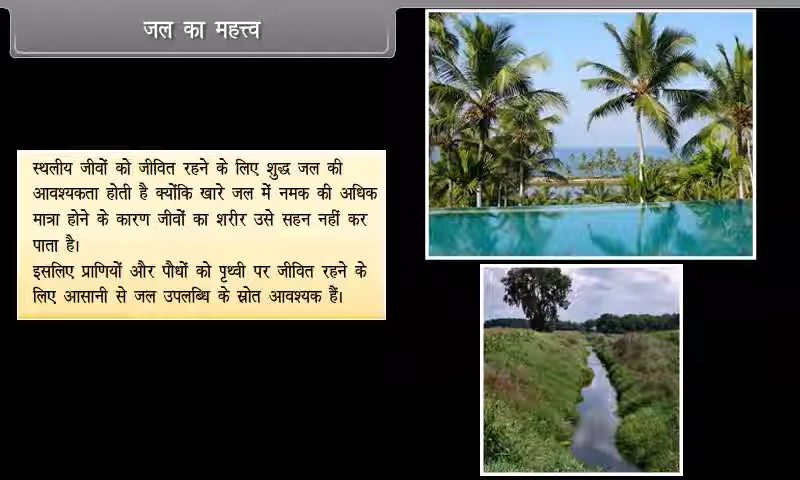 जल का महत्त्व
स्थलीय जीवों को जीवित रहने के लिए शुद्ध जल की
आवश्यकता होती है क्योंकि खारे जल में नमक की अधिक
मात्रा होने के कारण जीवों का शरीर उसे सहन नहीं कर
पाता है।
इसलिए प्राणियों और पौधों को पृथ्वी पर जीवित रहने के
लिए आसानी से जल उपलब्धि के स्रोत आवश्यक हैं।